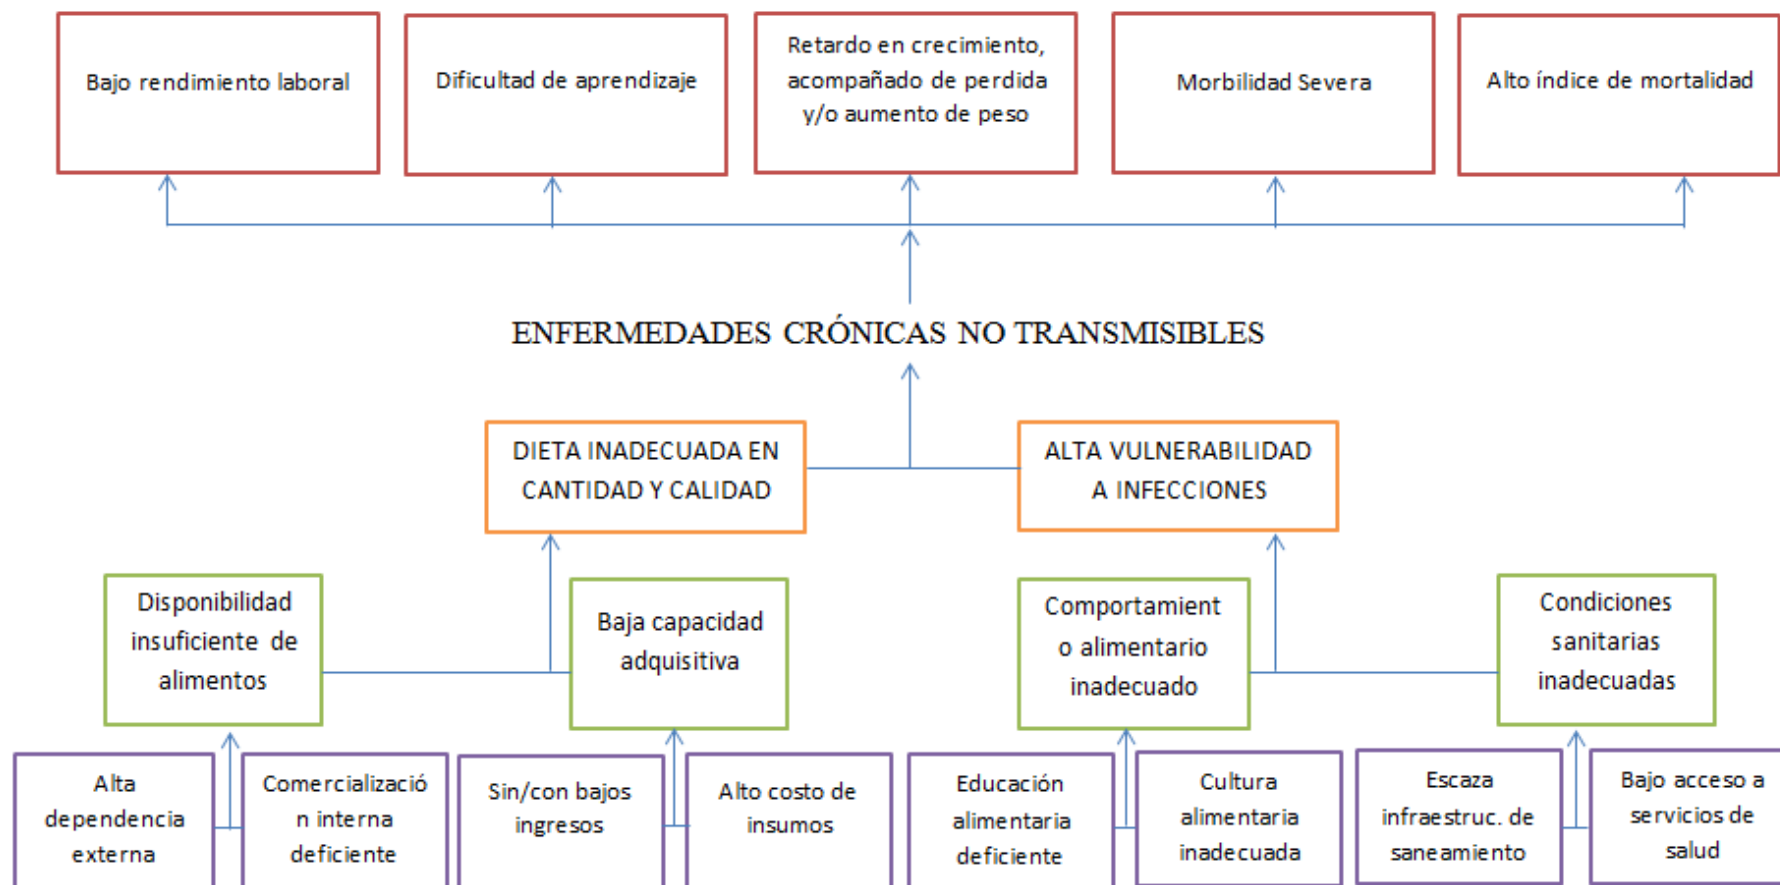 Bajo rendimiento laboral
Dificultad de aprendizaje
Retardo en crecimiento,
acompañado de perdida
y/o aumento de peso
Morbilidad Severa
Alto índice de mortalidad
ENFERMEDADES CRÓNICAS NO TRANSMISIBLES
DIETA INADECUADA EN
CANTIDAD Y CALIDAD
ALTA VULNERABILIDAD
A INFECCIONES
Disponibilidad
insuficiente de
alimentos
Baja capacidad
adquisitiva
Comportamient
o alimentario
inadecuado
Condiciones
sanitarias
inadecuadas
Alta
dependencia
externa
Comercializació
n interna
deficiente
Sin/con bajos
ingresos
Alto costo de
insumos
Educación
alimentaria
deficiente
Cultura
alimentaria
inadecuada
Escaza
infraestruc. de
saneamiento
Bajo acceso a
servicios de
salud